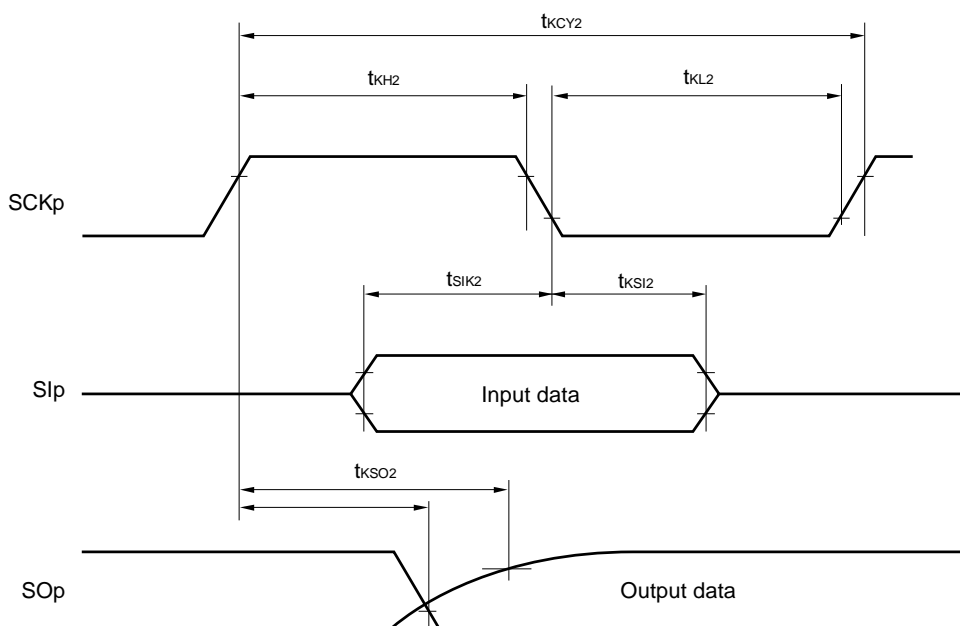 tKCY2
tKH2
tKL2
SCKp
tSIK2
tKSI2
SIp
Input data
tKSO2
SOp
Output data